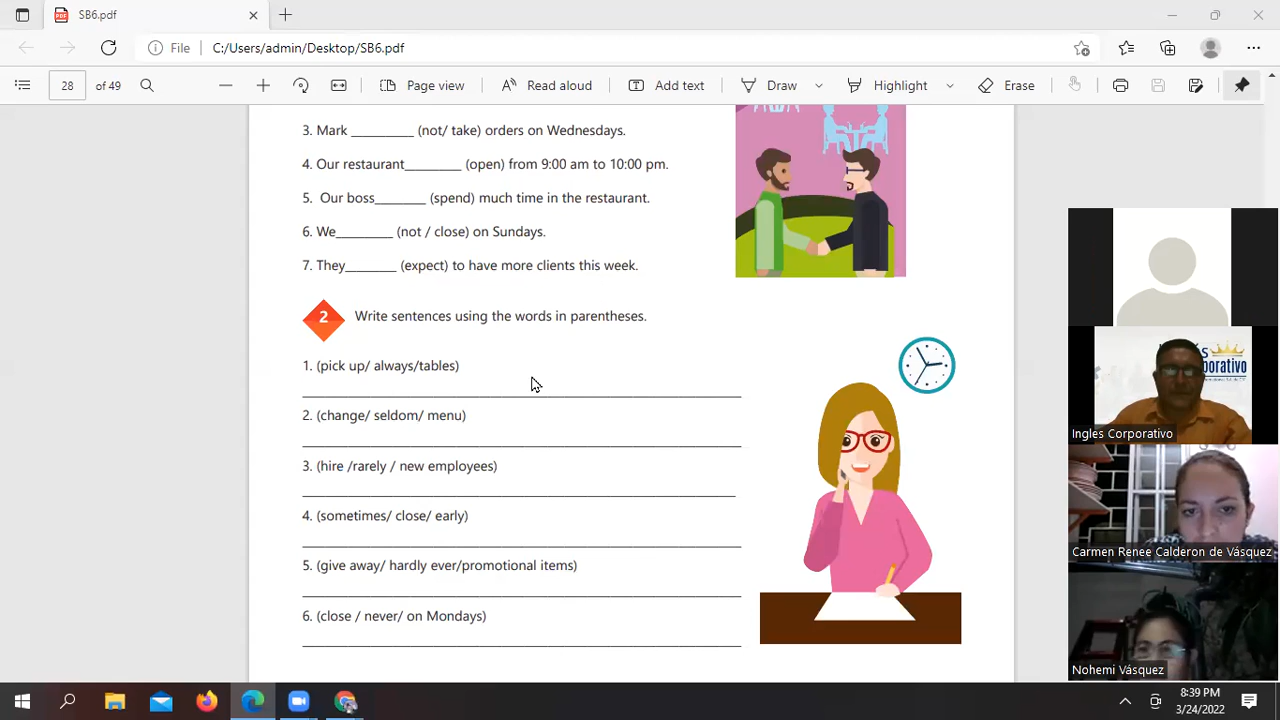 SB6.pdf
File
C:/Users/admin/Desktop/SB6.pdf
28 of 49
Page view
Read aloud
Add text
Draw
Highlight
Erase
3. Mark _________ (not/ take) orders on Wednesdays.
4. Our restaurant_________ (open) from 9:00 am to 10:00 pm.
5. Our boss________ (spend) much time in the restaurant.
6. We_________ (not / close) on Sundays.
7. They________ (expect) to have more clients this week.
2 Write sentences using the words in parentheses.
1. (pick up/ always/tables)
2. (change/ seldom/ menu)
3. (hire /rarely / new employees)
4. (sometimes/ close/ early)
5. (give away/ hardly ever/promotional items)
6. (close / never/ on Mondays)
Ingles Corporativo
Carmen Renee Calderon de Vásquez
Nohemi Vásquez
8:39 PM
3/24/2022